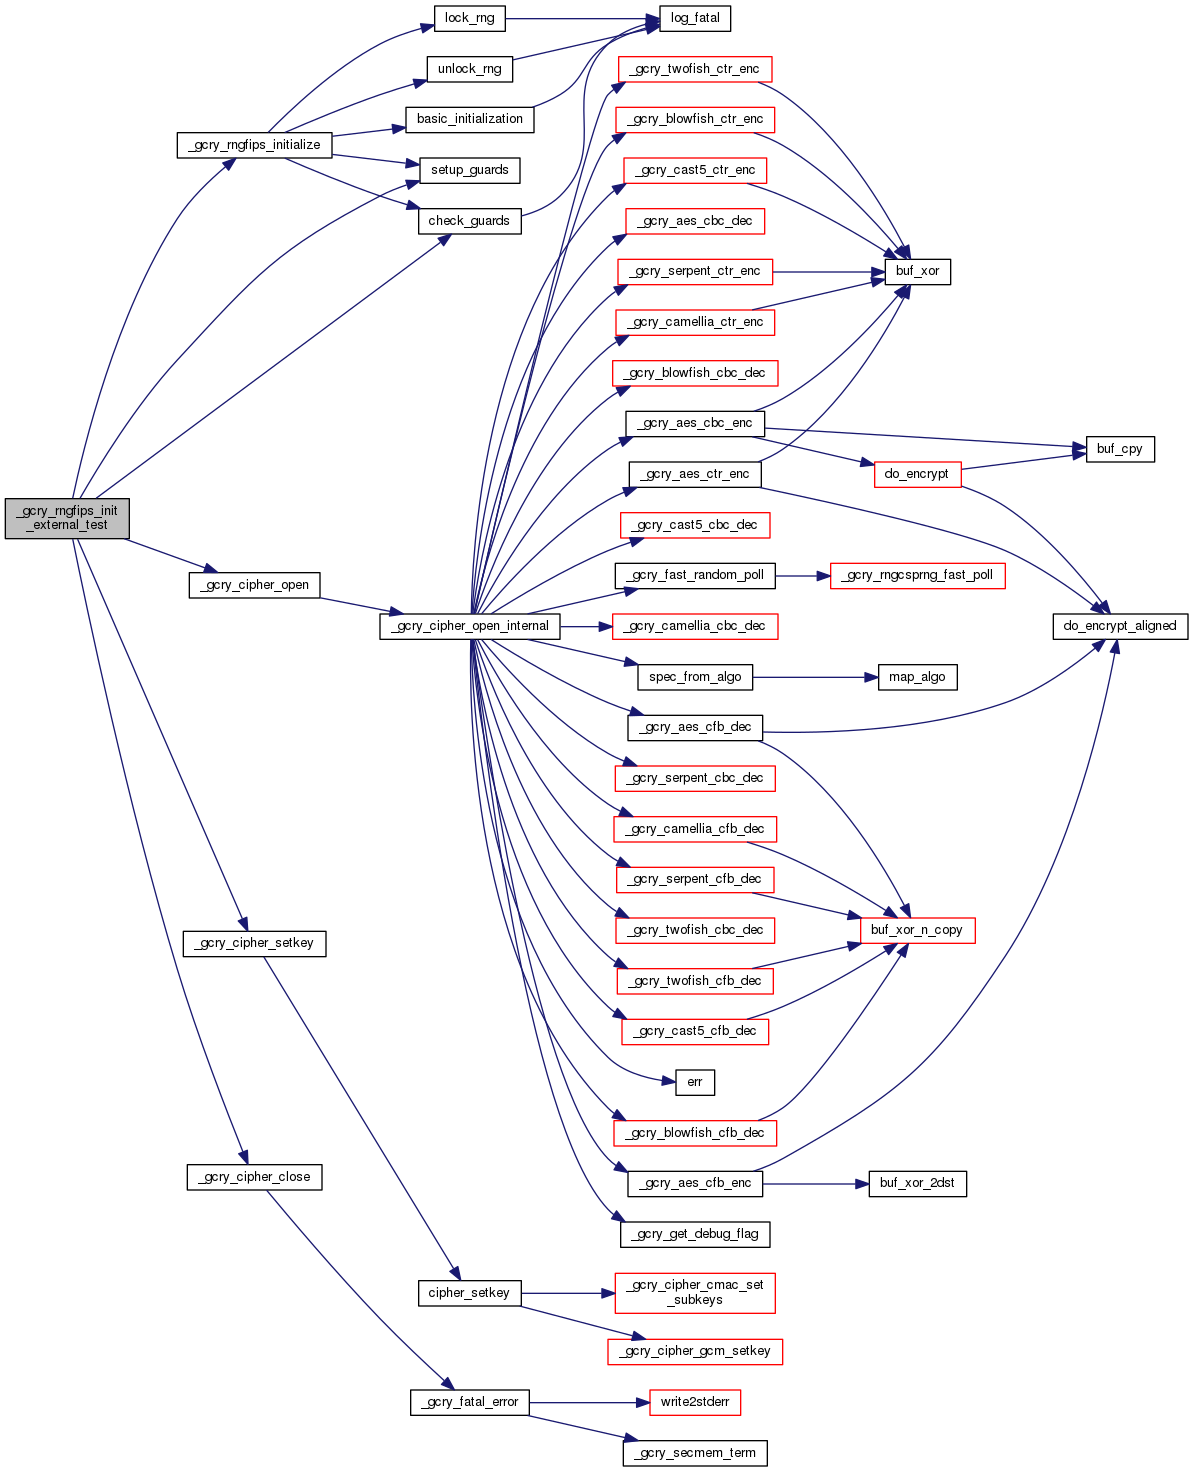 lock_rng
log_fatal
unlock_rng
_gcry_twofish_ctr_enc
basic_initialization
_gcry_blowfish_ctr_enc
_gcry_rngfips_initialize
setup_guards
_gcry_cast5_ctr_enc
check_guards
_gcry_aes_cbc_dec
_gcry_serpent_ctr_enc
buf_xor
_gcry_camellia_ctr_enc
_gcry_blowfish_cbc_dec
_gcry_aes_cbc_enc
buf_cpy
_gcry_aes_ctr_enc
do_encrypt
_gcry_rngfips_init
_external_test
_gcry_cast5_cbc_dec
_gcry_cipher_open
_gcry_fast_random_poll
_gcry_rngcsprng_fast_poll
_gcry_cipher_open_internal
_gcry_camellia_cbc_dec
do_encrypt_aligned
spec_from_algo
map_algo
_gcry_aes_cfb_dec
_gcry_serpent_cbc_dec
_gcry_camellia_cfb_dec
_gcry_serpent_cfb_dec
_gcry_cipher_setkey
_gcry_twofish_cbc_dec
buf_xor_n_copy
_gcry_twofish_cfb_dec
_gcry_cast5_cfb_dec
err
_gcry_blowfish_cfb_dec
_gcry_cipher_close
_gcry_aes_cfb_enc
buf_xor_2dst
_gcry_get_debug_flag
cipher_setkey
_gcry_cipher_cmac_set
_subkeys
_gcry_cipher_gcm_setkey
_gcry_fatal_error
write2stderr
_gcry_secmem_term